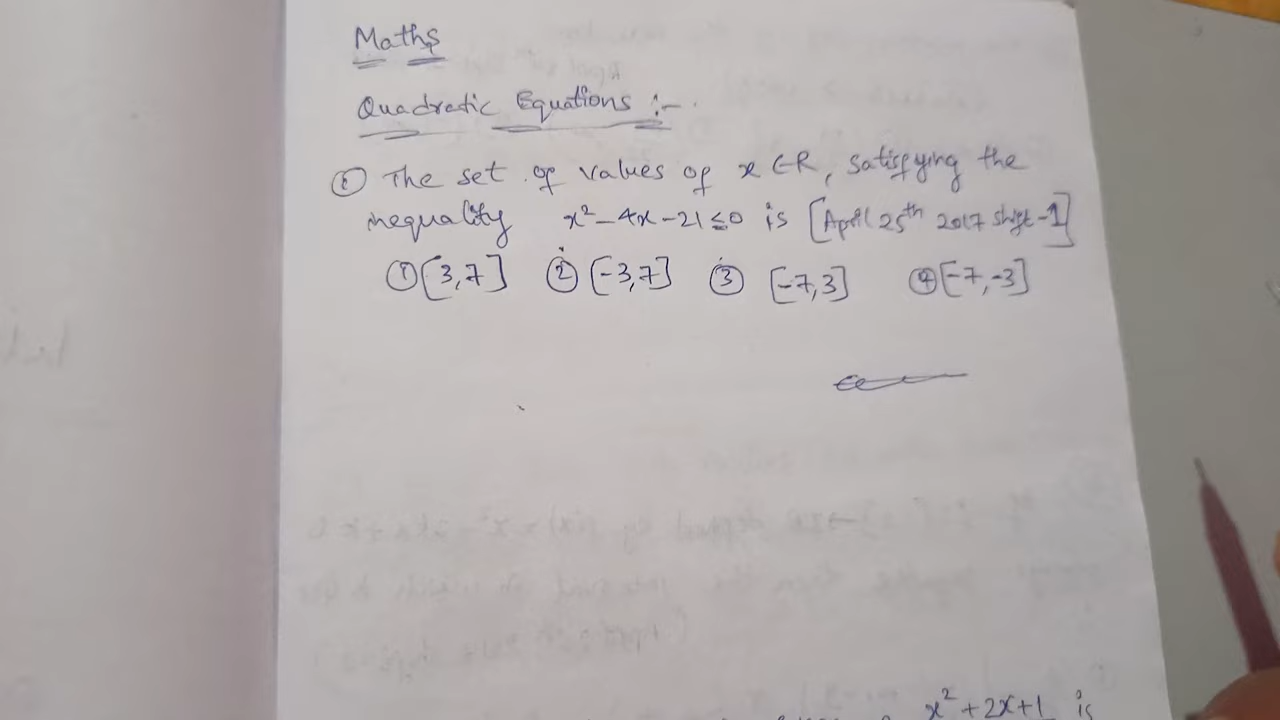 Maths
Quadratic Equations :-
① The set of values of x ∈ R, satisfying the
inequality x² - 4x - 21 ≤ 0 is [April 25th 2017 shift-1]
① [3,7] ② [-3,7] ③ [-7,3] ④ [-7,-3]
x² + 2x + 1 is